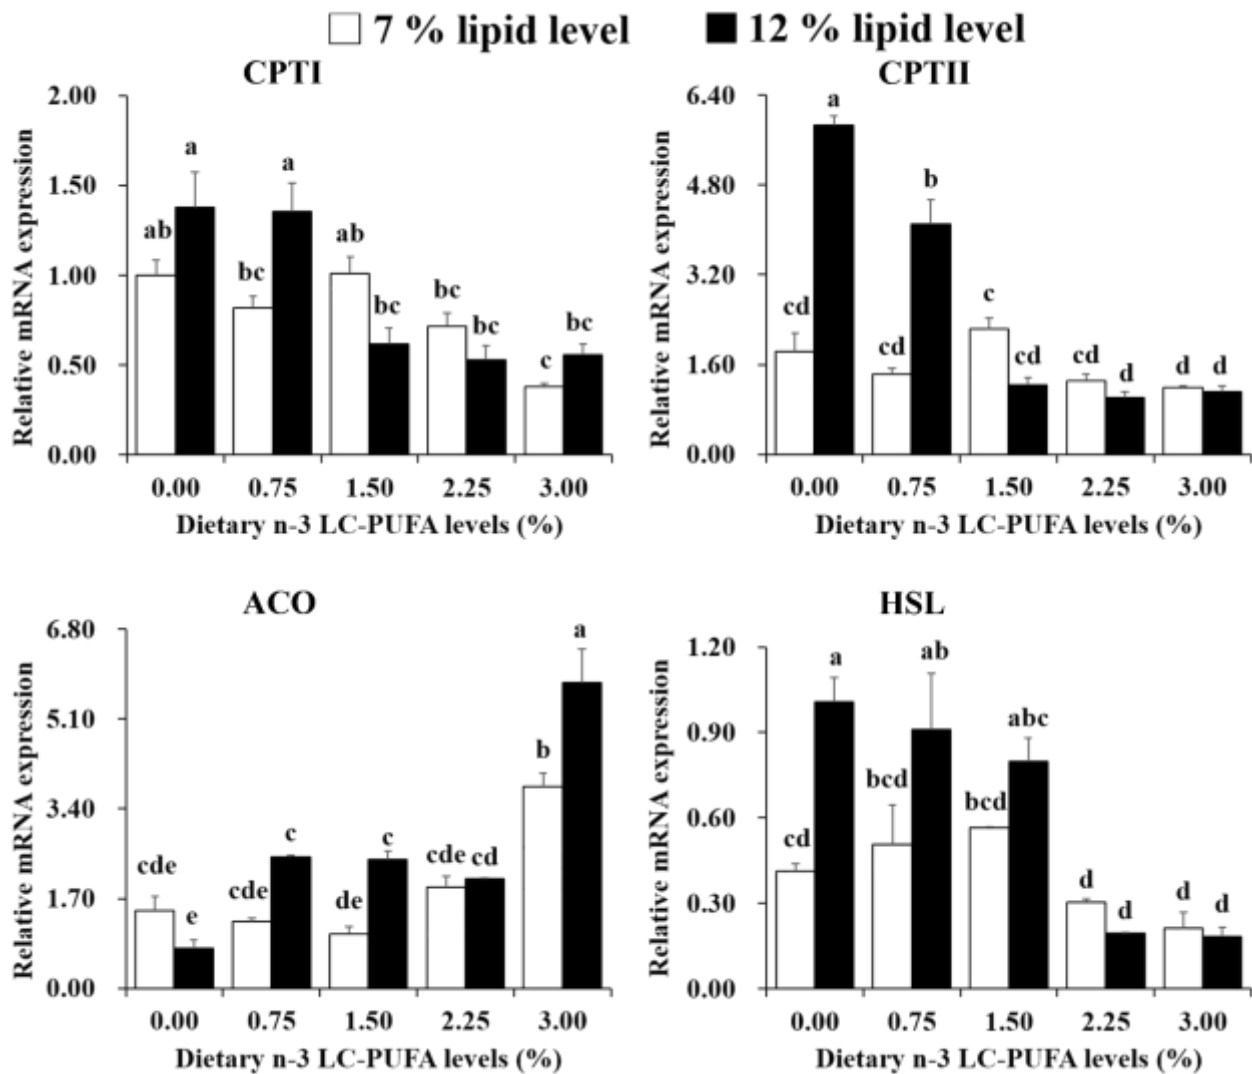 7 % lipid level 12 % lipid level
CPTI
Relative mRNA expression
2.00
1.50
1.00
0.50
0.00
ab a bc a ab bc bc bc c bc
0.00 0.75 1.50 2.25 3.00
Dietary n-3 LC-PUFA levels (%)
CPTII
Relative mRNA expression
6.40
4.80
3.20
1.60
0.00
cd a cd b c cd cd d d d
0.00 0.75 1.50 2.25 3.00
Dietary n-3 LC-PUFA levels (%)
ACO
Relative mRNA expression
6.80
5.10
3.40
1.70
0.00
cde e cde c de c cde cd b a
0.00 0.75 1.50 2.25 3.00
Dietary n-3 LC-PUFA levels (%)
HSL
Relative mRNA expression
1.20
0.90
0.60
0.30
0.00
cd a bcd ab bcd abc d d d d
0.00 0.75 1.50 2.25 3.00
Dietary n-3 LC-PUFA levels (%)